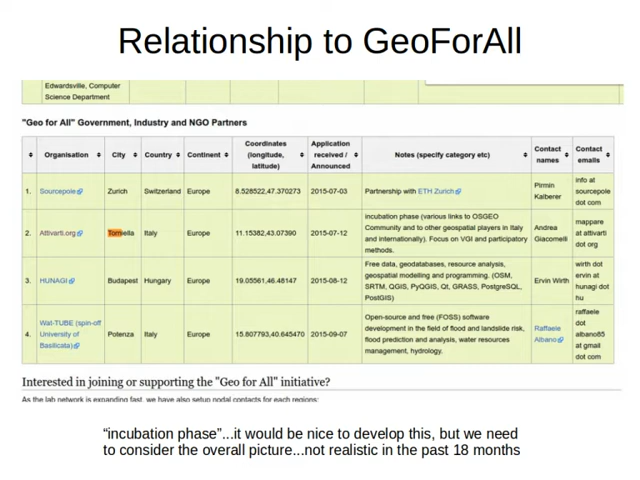 Relationship to GeoForAll
Edwardsville, Computer
Science Department
"Geo for All" Government, Industry and NGO Partners
Organisation City Country Continent Coordinates (longitude, latitude) Application received / Announced Notes (specify category etc) Contact names Contact emails
1. Sourcepole Zurich Switzerland Europe 8.528522,47.370273 2015-07-03 Partnership with ETH Zurich Pirmin Kalberer info at sourcepole dot com
2. Attivarti.org Torniella Italy Europe 11.15382,43.07390 2015-07-12 incubation phase (various links to OSGEO Community and to other geospatial players in Italy and internationally). Focus on VGI and participatory methods. Andrea Giacomelli mappare at attivarti dot org
3. HUNAGI Budapest Hungary Europe 19.05561,46.48147 2015-08-12 Free data, geodatabases, resource analysis, geospatial modelling and programming. (OSM, SRTM, QGIS, PyQGIS, Qt, GRASS, PostgreSQL, PostGIS) Ervin Wirth wirth dot ervin at hunagi dot hu
4. Wat-TUBE (spin-off University of Basilicata) Potenza Italy Europe 15.807793,40.645470 2015-09-07 Open-source and free (FOSS) software development in the field of flood and landslide risk, flood prediction and analysis, water resources management, hydrology. Raffaele Albano raffaele dot albano85 at gmail dot com
Interested in joining or supporting the "Geo for All" initiative?
As the lab network is expanding fast, we have also setup nodal contacts for each regions:
“incubation phase”...it would be nice to develop this, but we need
to consider the overall picture...not realistic in the past 18 months